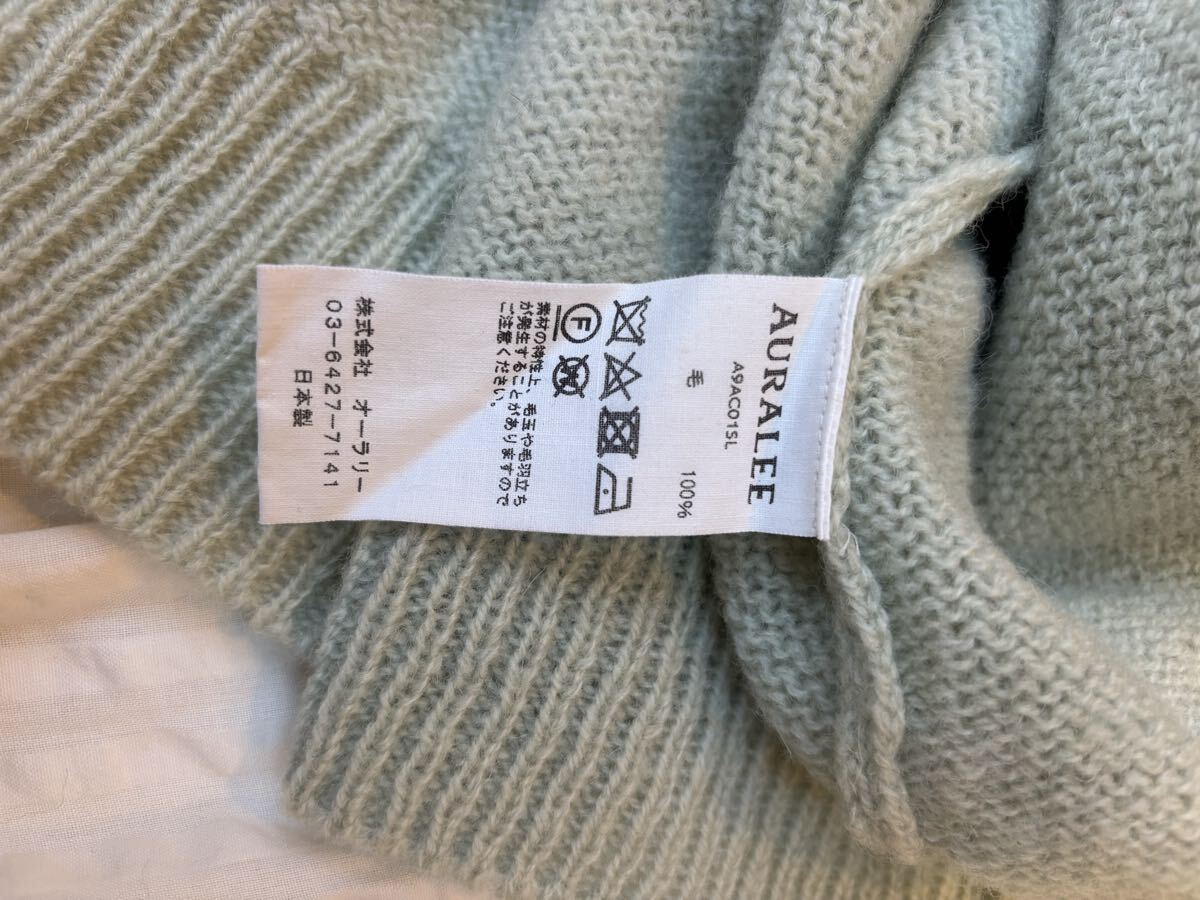 AURALEE
A9AC01SL
毛 100%
F
W
素材の特性上、毛玉や毛羽立ち
が発生することがありますので
ご注意ください。
株式会社 オーラリー
03-6427-7141
日本製